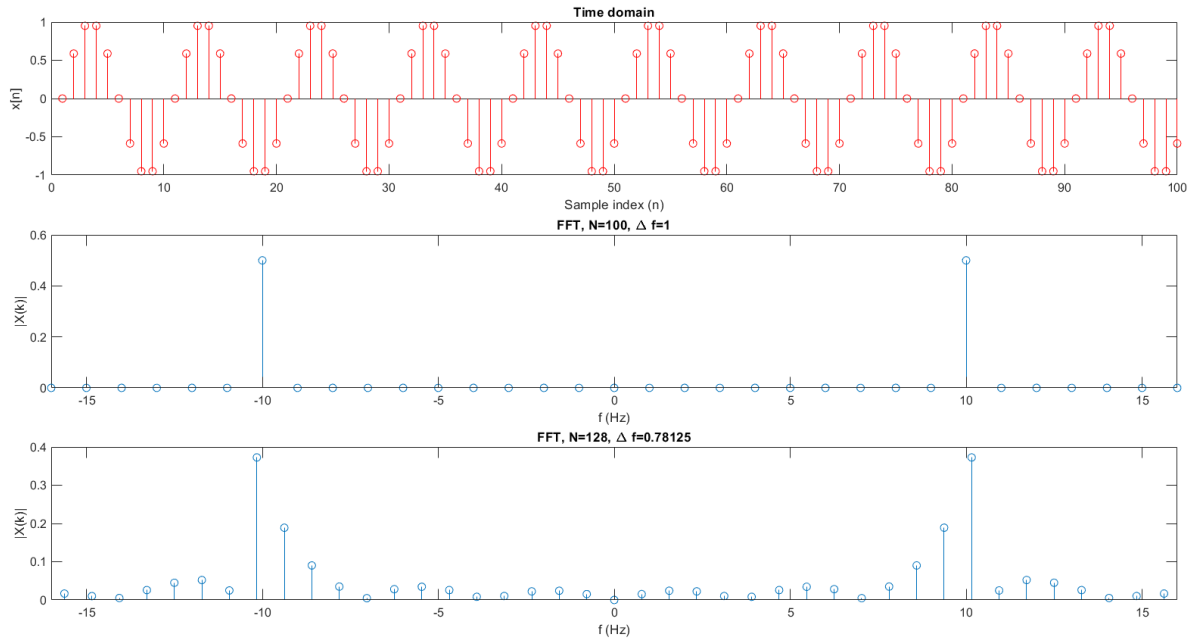 Time domain
1
0.5
0
-0.5
-1
x[n]
0 10 20 30 40 50 60 70 80 90 100
Sample index (n)
FFT, N=100, Δ f=1
0.6
0.4
0.2
0
|X(k)|
-15 -10 -5 0 5 10 15
f (Hz)
FFT, N=128, Δ f=0.78125
0.4
0.3
0.2
0.1
0
|X(k)|
-15 -10 -5 0 5 10 15
f (Hz)